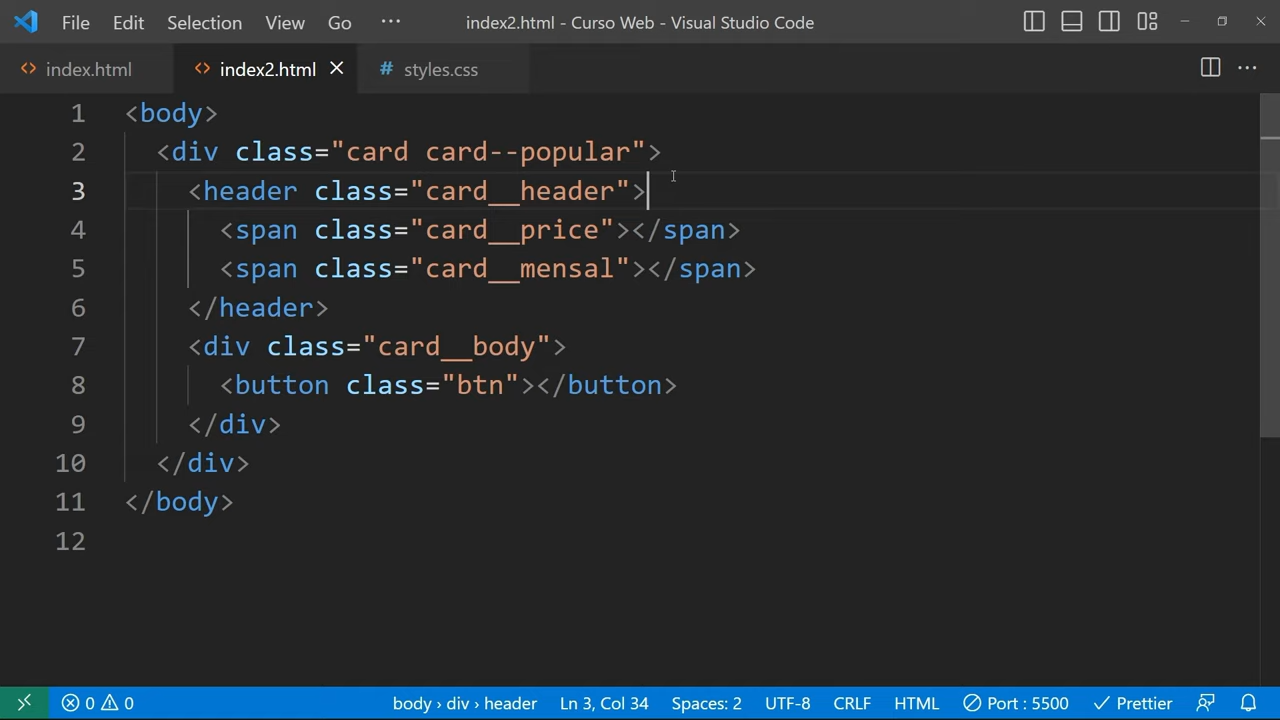 File Edit Selection View Go ··· index2.html - Curso Web - Visual Studio Code
index.html index2.html # styles.css ···
1 <body>
2 <div class="card card--popular">
3 <header class="card__header">
4 <span class="card__price"></span>
5 <span class="card__mensal"></span>
6 </header>
7 <div class="card__body">
8 <button class="btn"></button>
9 </div>
10 </div>
11 </body>
12
0 0 body › div › header Ln 3, Col 34 Spaces: 2 UTF-8 CRLF HTML Port : 5500 Prettier